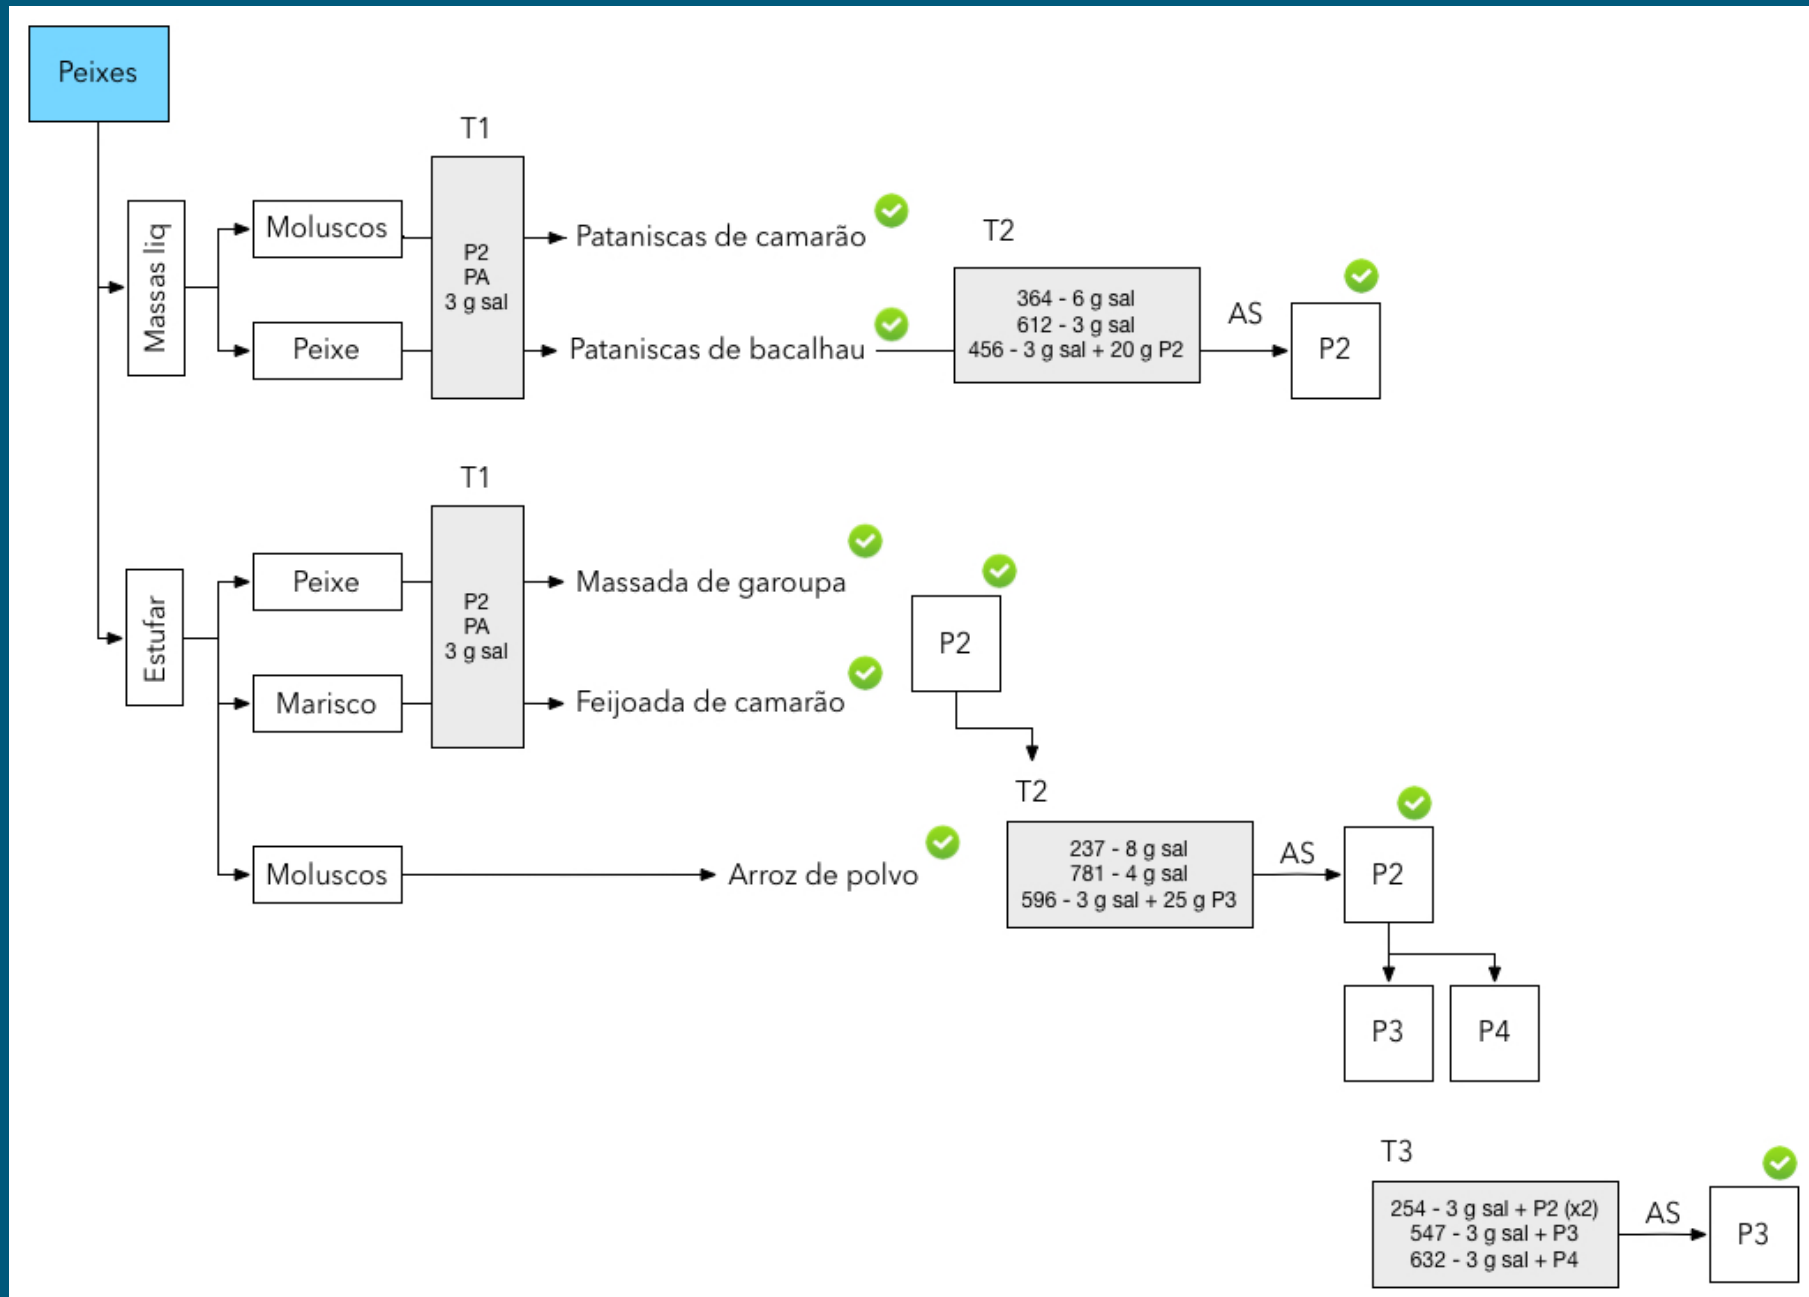 Peixes
T1
Massas liq
Moluscos
Peixe
P2
PA
3 g sal
Pataniscas de camarão
Pataniscas de bacalhau
T2
364 - 6 g sal
612 - 3 g sal
456 - 3 g sal + 20 g P2
AS
P2
T1
Estufar
Peixe
Marisco
Moluscos
P2
PA
3 g sal
Massada de garoupa
Feijoada de camarão
Arroz de polvo
P2
T2
237 - 8 g sal
781 - 4 g sal
596 - 3 g sal + 25 g P3
AS
P2
P3
P4
T3
254 - 3 g sal + P2 (x2)
547 - 3 g sal + P3
632 - 3 g sal + P4
AS
P3